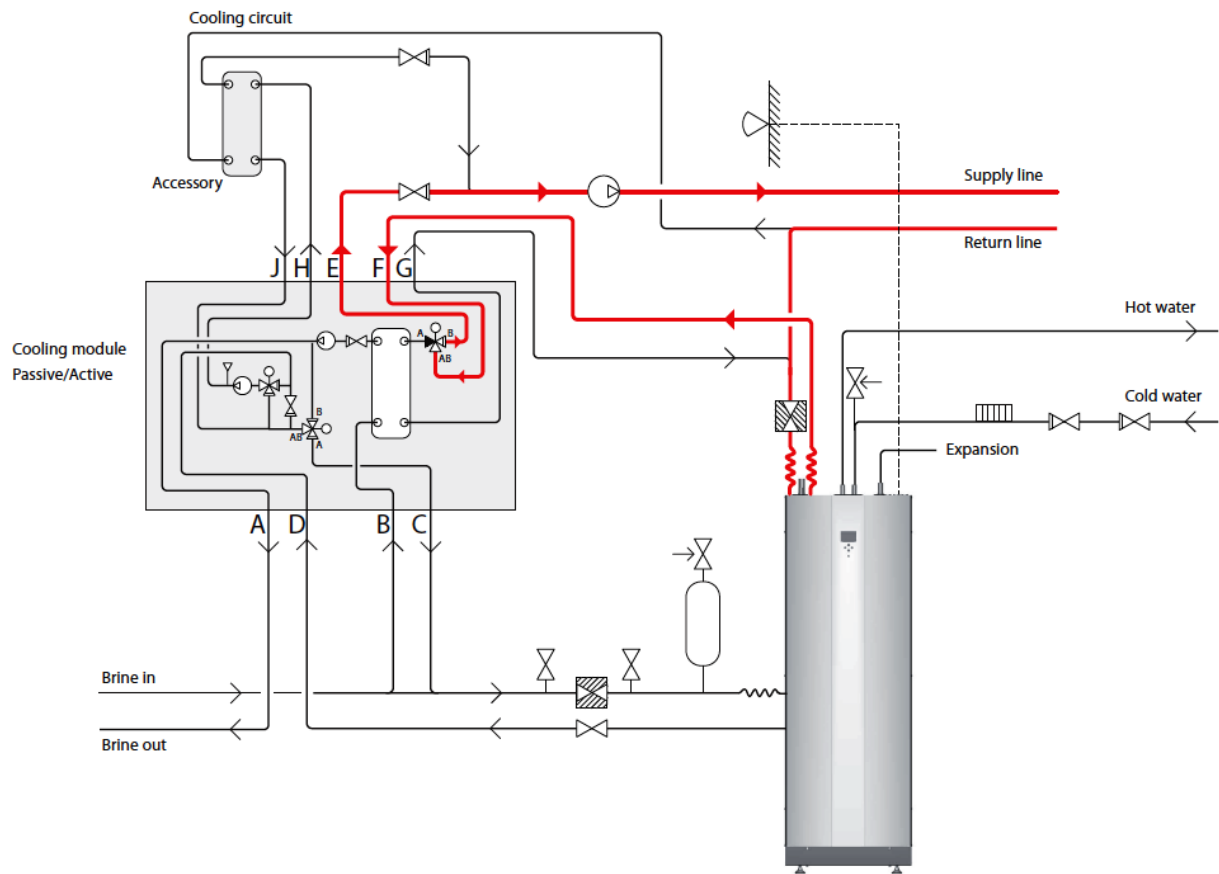 Cooling circuit
Accessory
Supply line
Return line
J H E F G
Hot water
Cooling module
Passive/Active
A B
AB
B
AB
A
Cold water
Expansion
A D B C
Brine in
Brine out